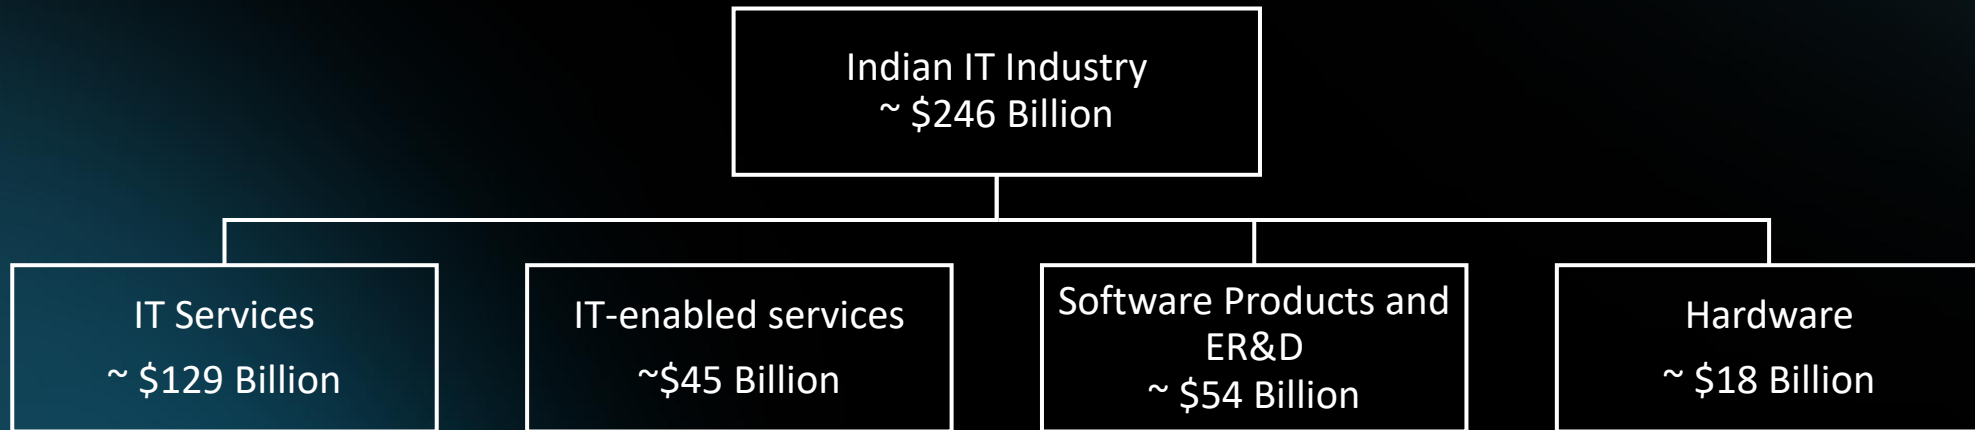 Indian IT Industry
~ $246 Billion
IT Services
~ $129 Billion
IT-enabled services
~$45 Billion
Software Products and
ER&D
~ $54 Billion
Hardware
~ $18 Billion